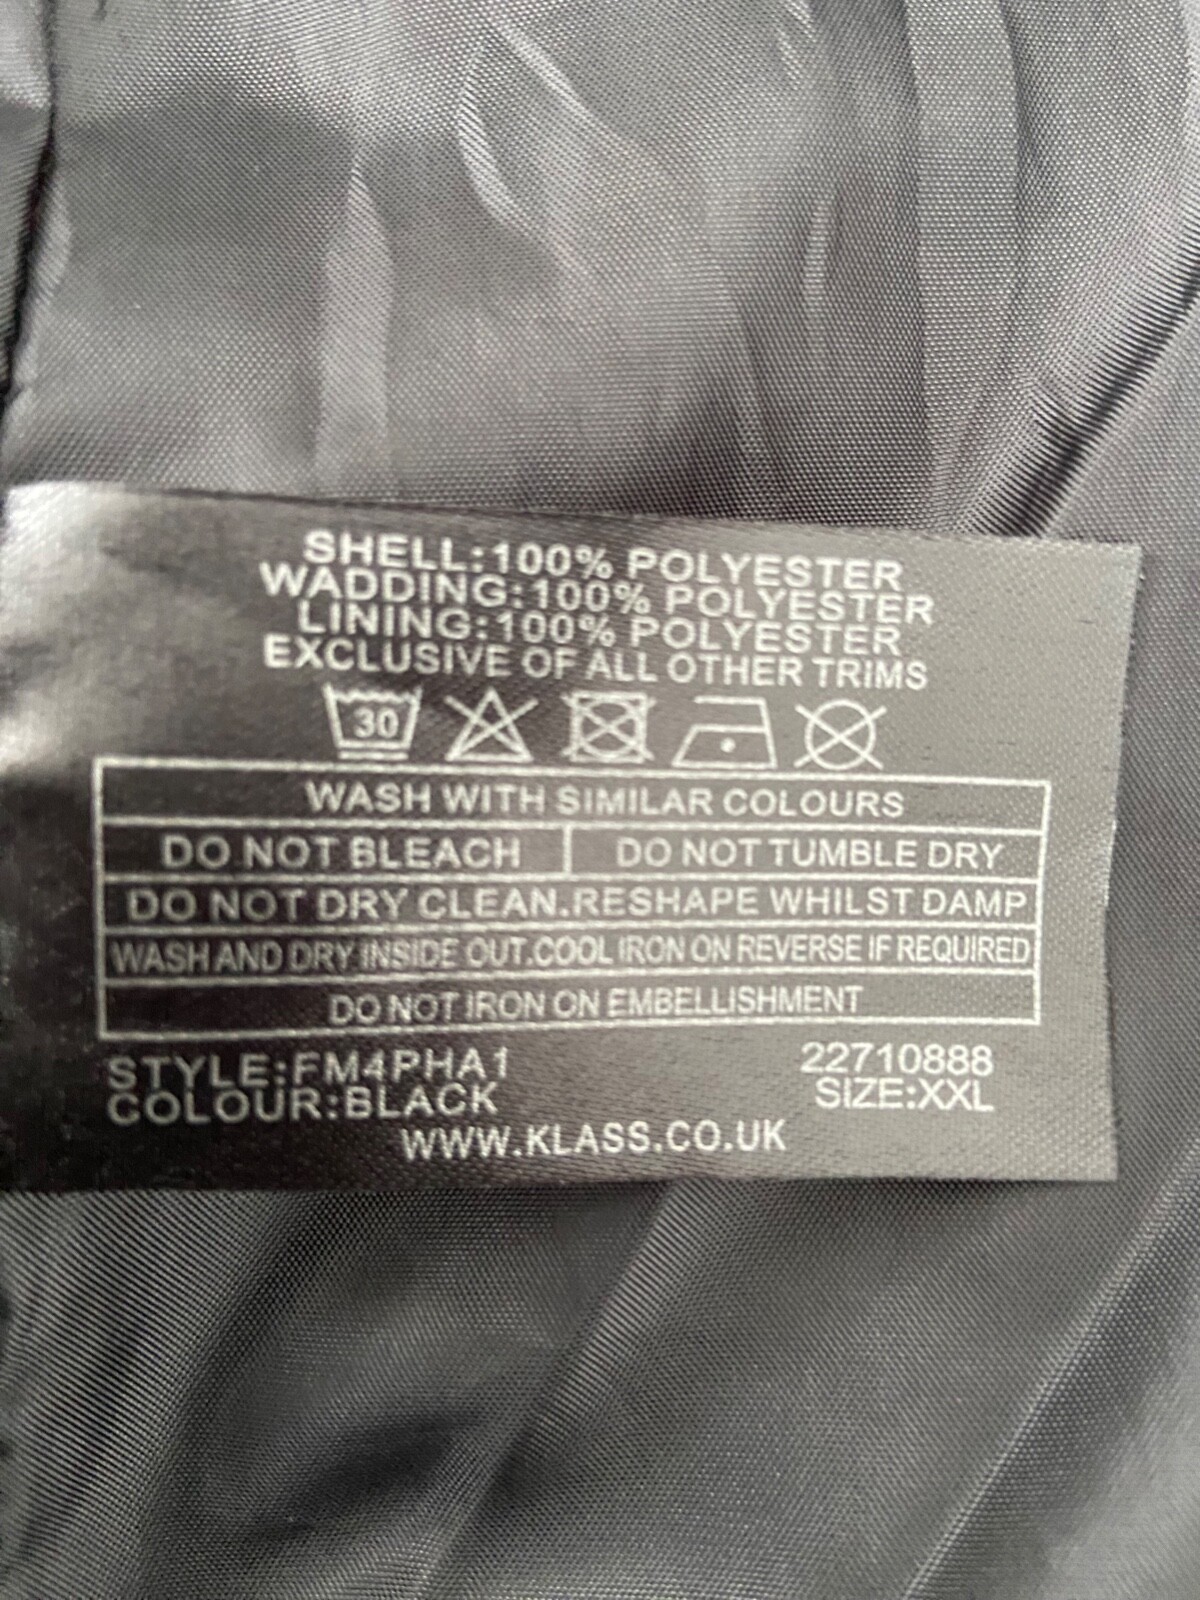 SHELL:100% POLYESTER
WADDING:100% POLYESTER
LINING:100% POLYESTER
EXCLUSIVE OF ALL OTHER TRIMS
30
WASH WITH SIMILAR COLOURS
DO NOT BLEACH DO NOT TUMBLE DRY
DO NOT DRY CLEAN.RESHAPE WHILST DAMP
WASH AND DRY INSIDE OUT.COOL IRON ON REVERSE IF REQUIRED
DO NOT IRON ON EMBELLISHMENT
STYLE:FM4PHA1 22710888
COLOUR:BLACK SIZE:XXL
WWW.KLASS.CO.UK